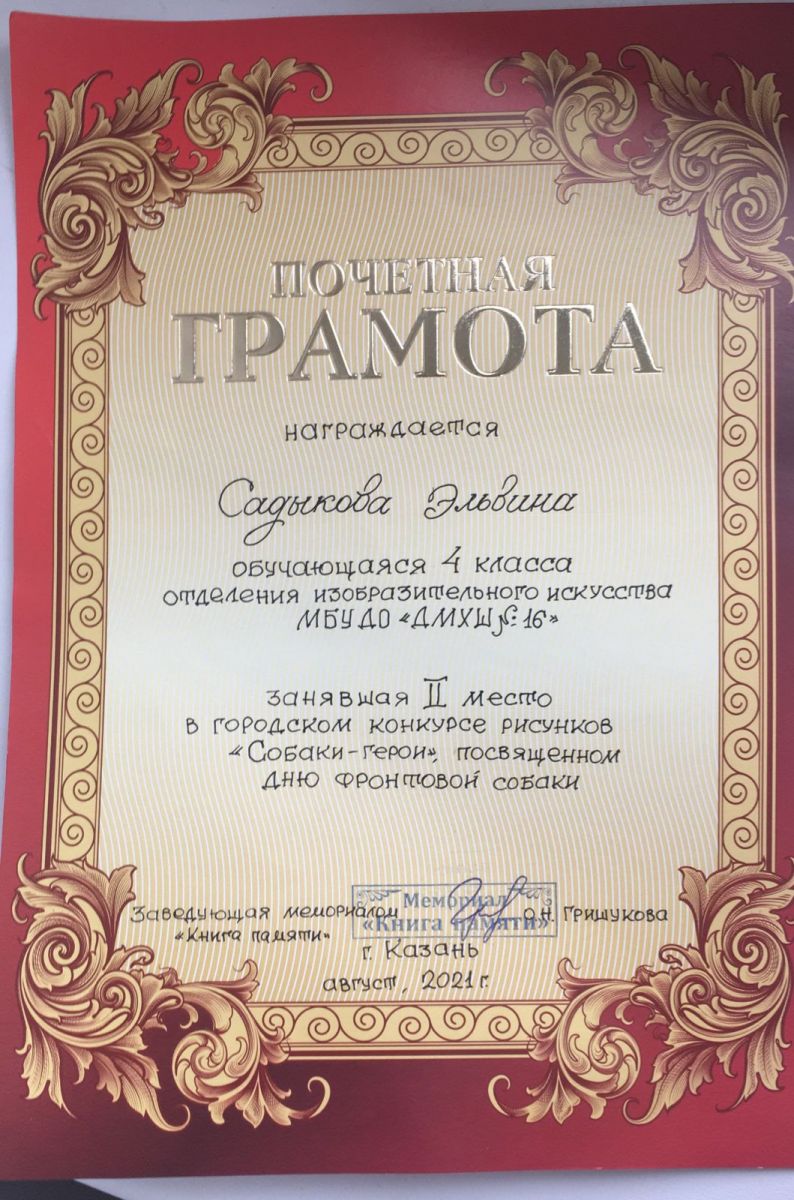 ПОЧЕТНАЯ
ГРАМОТА
награждается
Садыкова Эльвина
обучающаяся 4 класса
отделения изобразительного искусства
МБУДО «ДМХШ № 16»
занявшая II место
в городском конкурсе рисунков
«Собаки-герои», посвященном
дню фронтовой собаки
Заведующая мемориалом
«Книга памяти»
Мемориал
«Книга памяти»
О.Н. Гришукова
г. Казань
август, 2021 г.